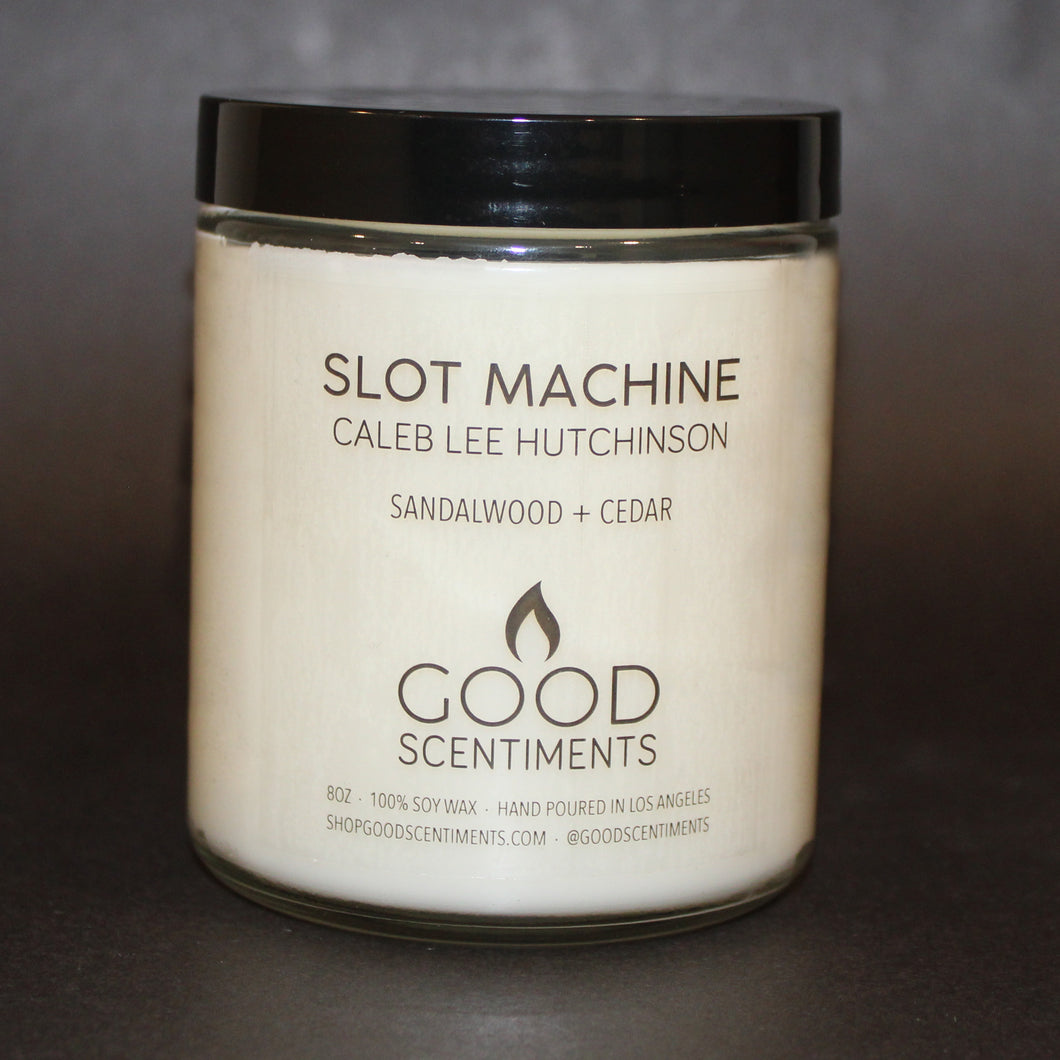 SLOT MACHINE
CALEB LEE HUTCHINSON
SANDALWOOD + CEDAR
GOOD
SCENTIMENTS
8OZ · 100% SOY WAX · HAND POURED IN LOS ANGELES
SHOPGOODSCENTIMENTS.COM · @GOODSCENTIMENTS